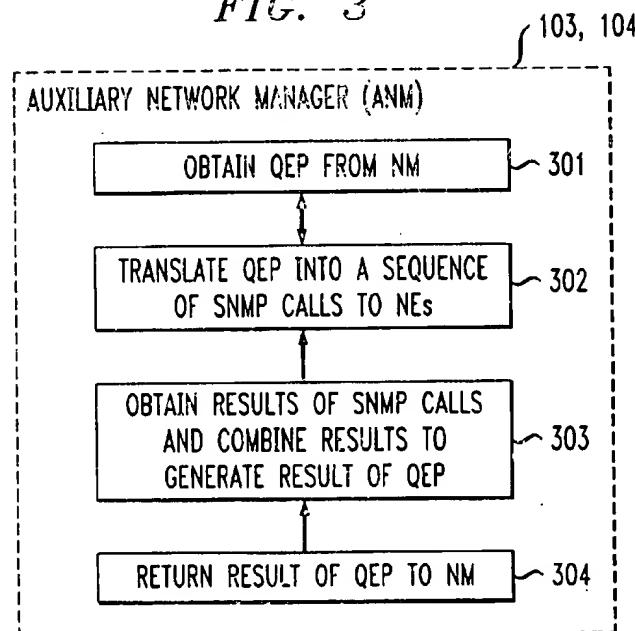 FIG. 3
103, 104
AUXILIARY NETWORK MANAGER (ANM)
OBTAIN QEP FROM NM
301
TRANSLATE QEP INTO A SEQUENCE
OF SNMP CALLS TO NEs
302
OBTAIN RESULTS OF SNMP CALLS
AND COMBINE RESULTS TO
GENERATE RESULT OF QEP
303
RETURN RESULT OF QEP TO NM
304